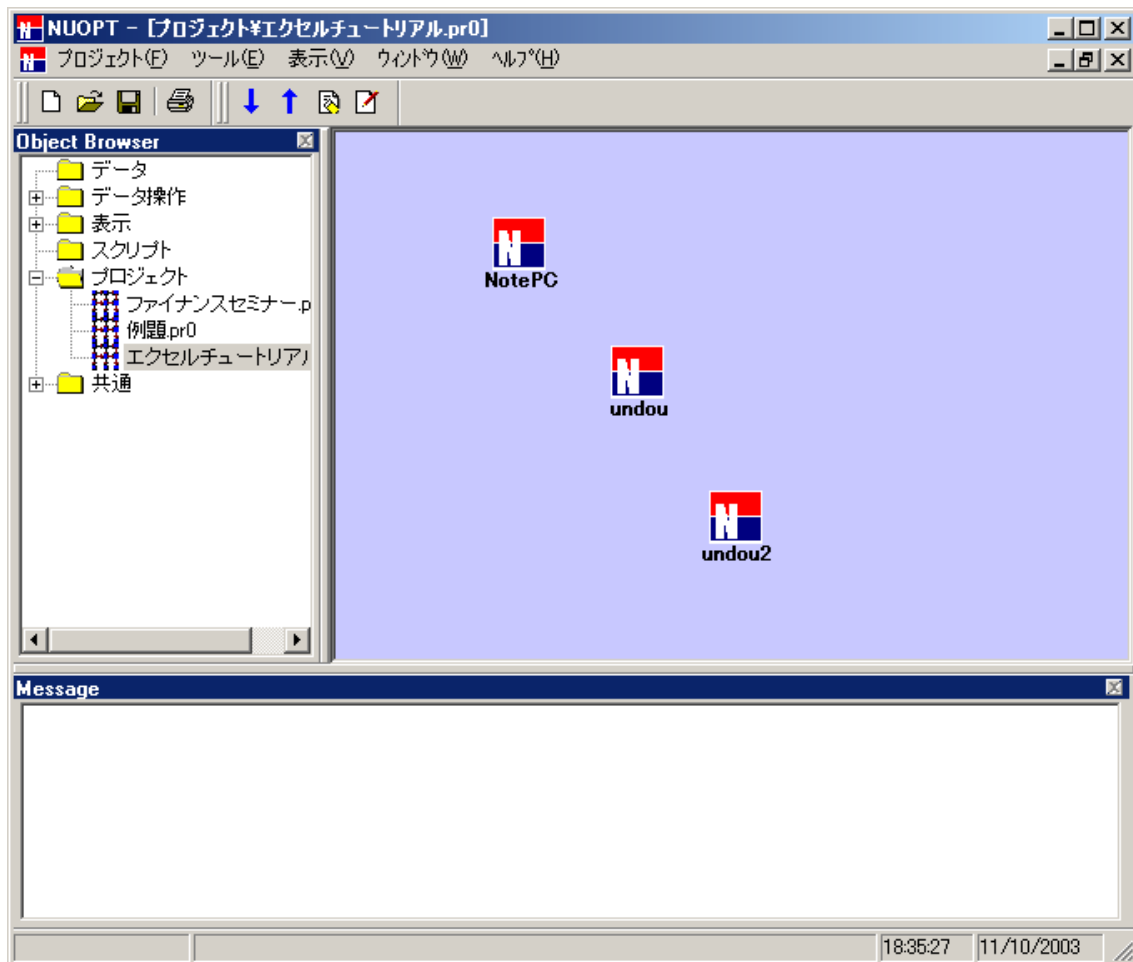 NUOPT - [プロジェクト¥エクセルチュートリアル.pr0]
プロジェクト(F) ツール(E) 表示(V) ウィンドウ(W) ヘルプ(H)
Object Browser
データ
データ操作
表示
スクリプト
プロジェクト
ファイナンスセミナー.p
例題.pr0
エクセルチュートリアル
共通
NotePC
undou
undou2
Message
18:35:27 11/10/2003